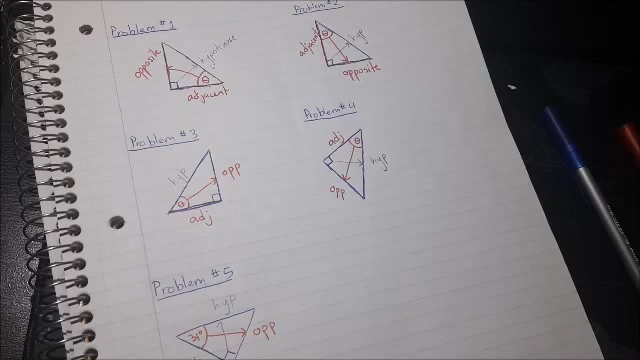 Problem #1
opposite
hypotenuse
θ
adjacent
Problem #2
adjacent
θ
hyp
opposite
Problem #3
hyp
opp
θ
adj
Problem #4
adj
θ
hyp
opp
Problem #5
hyp
31°
opp